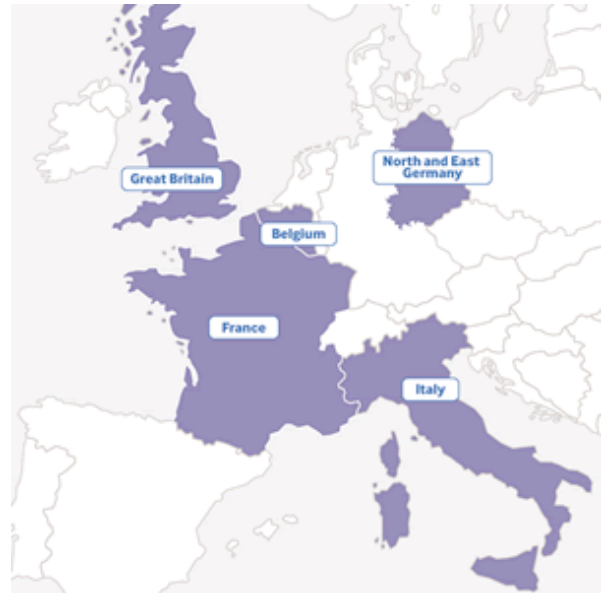 North and East
Germany
Great Britain
Belgium
France
Italy